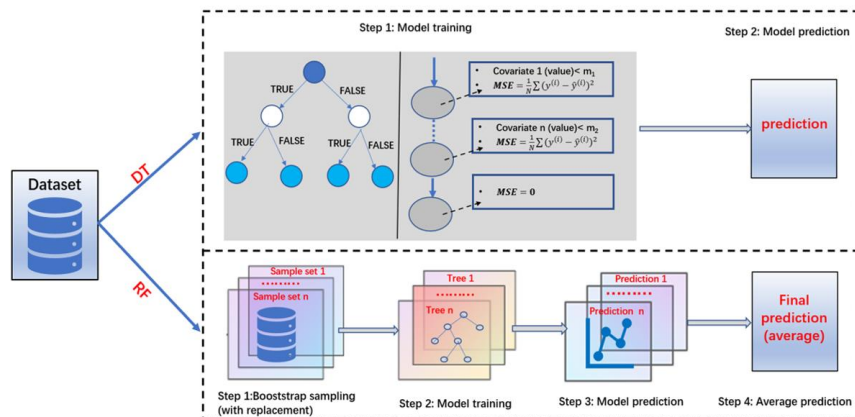 Step 1: Model training
Step 2: Model prediction
TRUE
FALSE
TRUE
FALSE
TRUE
FALSE
• Covariate 1 (value)< m₁
• MSE = 1/N ∑(y⁽ⁱ⁾ − ŷ⁽ⁱ⁾)²
• Covariate n (value)< m₂
• MSE = 1/N ∑(y⁽ⁱ⁾ − ŷ⁽ⁱ⁾)²
• MSE = 0
prediction
Dataset
DT
RF
Sample set 1
.........
Sample set n
Tree 1
.........
Tree n
Prediction 1
.........
Prediction n
Final
prediction
(average)
Step 1:Booststrap sampling
(with replacement)
Step 2: Model training
Step 3: Model prediction
Step 4: Average prediction